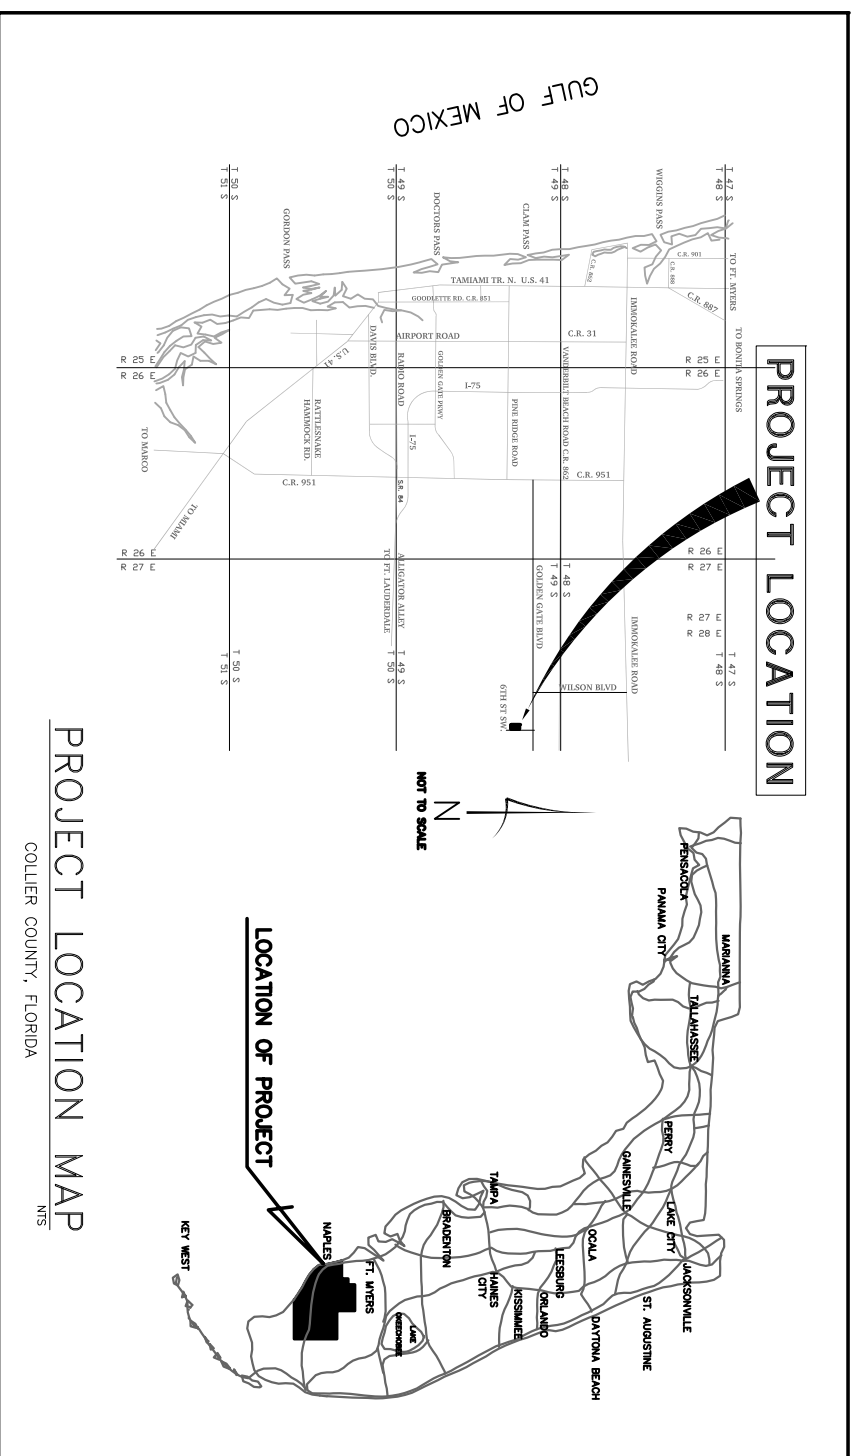 GULF OF MEXICO
T 47 S
T 48 S
T 48 S
T 49 S
T 49 S
T 50 S
T 50 S
T 51 S
WIGGINS PASS
CLAM PASS
DOCTORS PASS
GORDON PASS
TO FT. MYERS
C.R. 901
C.R. 888
C.R. 887
C.R. 862
TAMIAMI TR. N. U.S. 41
GOODLETTE RD. C.R. 851
AIRPORT ROAD
C.R. 31
IMMOKALEE ROAD
TO BONITA SPRINGS
VANDERBILT BEACH ROAD C.R. 862
GOLDEN GATE PKWY
RADIO ROAD
DAVIS BLVD.
U.S. 41
R 25 E
R 26 E
R 25 E
R 26 E
I-75
I-75
PINE RIDGE ROAD
RATTLESNAKE
HAMMOCK RD.
TO MARCO
C.R. 951
C.R. 951
S.R. 84
TO MIAMI
R 26 E
R 27 E
R 26 E
R 27 E
ALLIGATOR ALLEY
TO FT. LAUDERDALE
T 48 S
T 49 S
GOLDEN GATE BLVD
R 27 E
R 28 E
IMMOKALEE ROAD
T 47 S
T 48 S
T 49 S
T 50 S
T 50 S
T 51 S
WILSON BLVD
6TH ST SW.
PROJECT LOCATION
N
NOT TO SCALE
PENSACOLA
PANAMA CITY
MARIANNA
TALLAHASSEE
PERRY
GAINESVILLE
LAKE CITY
JACKSONVILLE
ST. AUGUSTINE
OCALA
DAYTONA BEACH
LEESBURG
ORLANDO
KISSIMMEE
HAINES
CITY
TAMPA
BRADENTON
LAKE
OKEECHOBEE
FT. MYERS
NAPLES
KEY WEST
LOCATION OF PROJECT
PROJECT LOCATION MAP
COLLIER COUNTY, FLORIDA
NTS